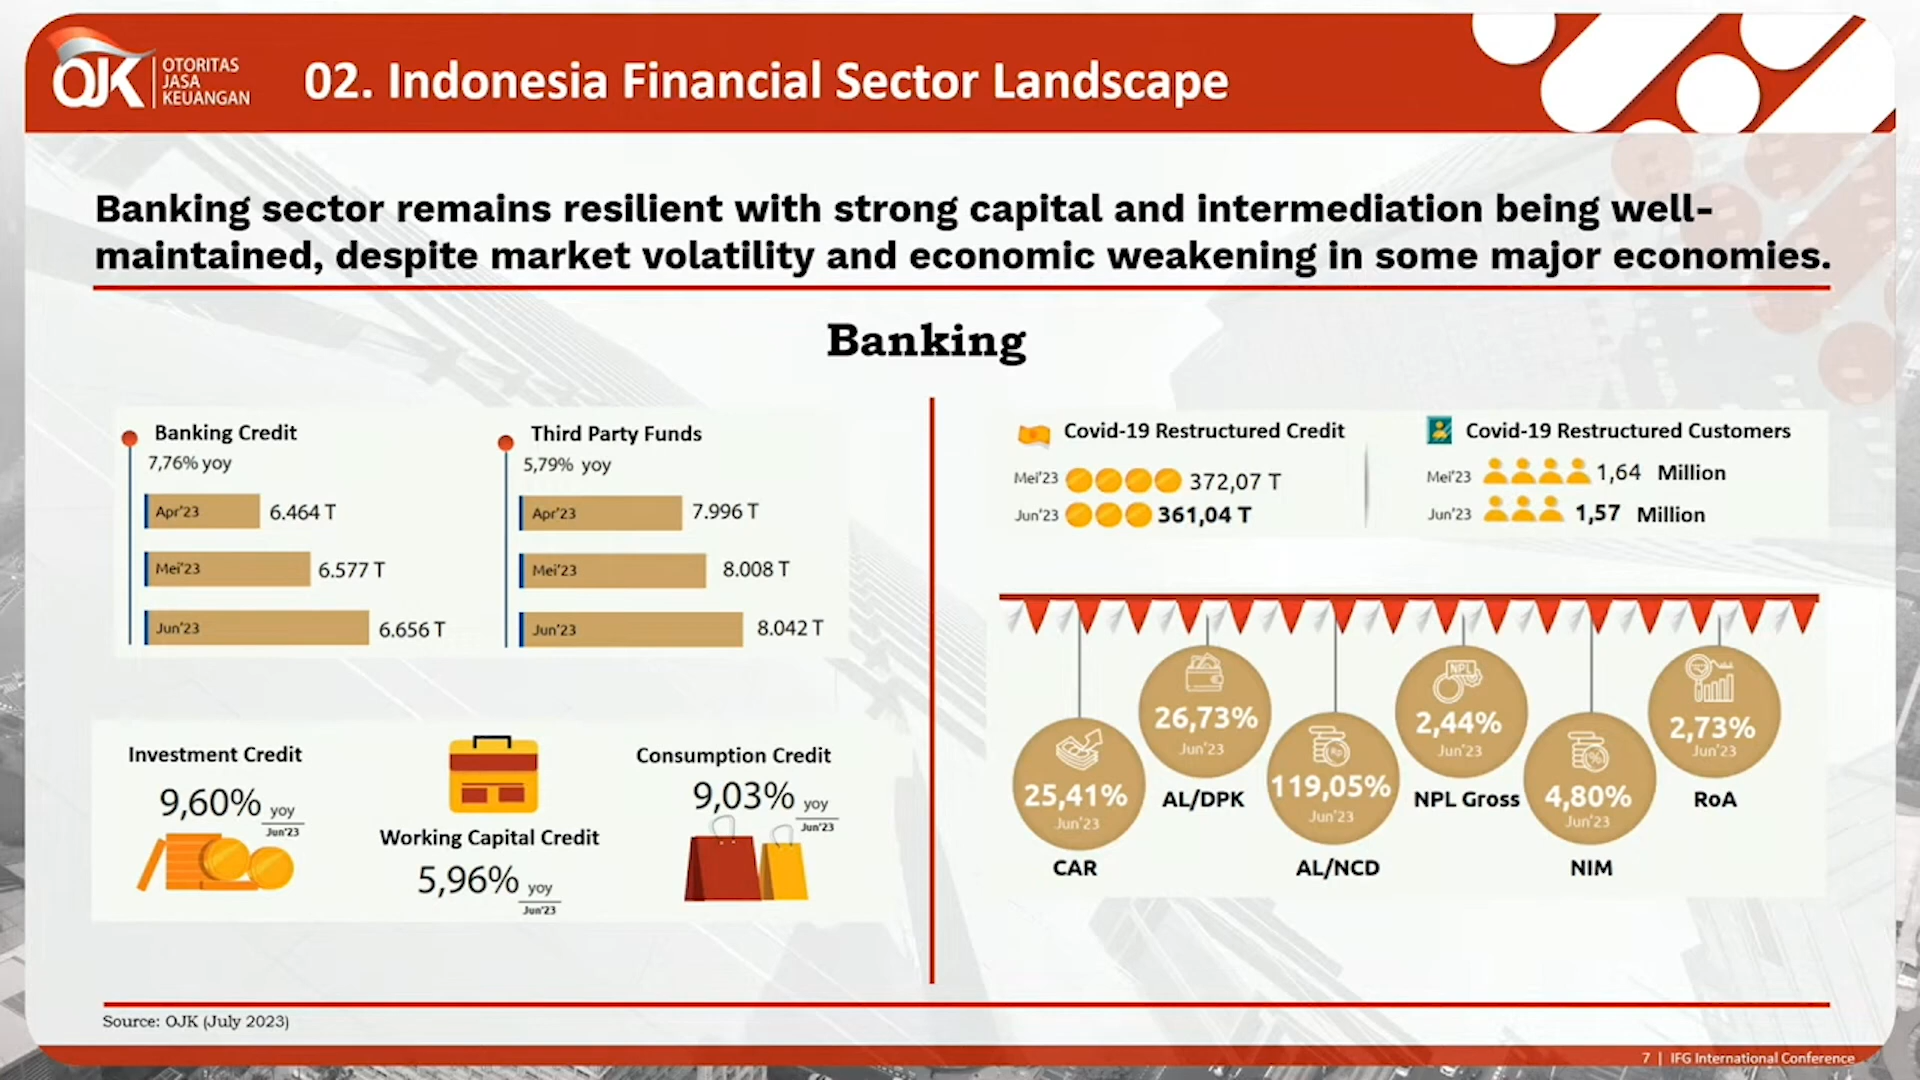 OJK
OTORITAS
JASA
KEUANGAN
02. Indonesia Financial Sector Landscape
Banking sector remains resilient with strong capital and intermediation being well-
maintained, despite market volatility and economic weakening in some major economies.
Banking
Banking Credit
7,76% yoy
Apr'23 6.464 T
Mei'23 6.577 T
Jun'23 6.656 T
Third Party Funds
5,79% yoy
Apr'23 7.996 T
Mei'23 8.008 T
Jun'23 8.042 T
Investment Credit
9,60% yoy
Jun'23
Working Capital Credit
5,96% yoy
Jun'23
Consumption Credit
9,03% yoy
Jun'23
Covid-19 Restructured Credit
Mei'23 372,07 T
Jun'23 361,04 T
Covid-19 Restructured Customers
Mei'23 1,64 Million
Jun'23 1,57 Million
25,41%
Jun'23
CAR
26,73%
Jun'23
AL/DPK
Rp
119,05%
Jun'23
AL/NCD
NPL
2,44%
Jun'23
NPL Gross
%
4,80%
Jun'23
NIM
2,73%
Jun'23
RoA
Source: OJK (July 2023)
7 | IFG International Conference